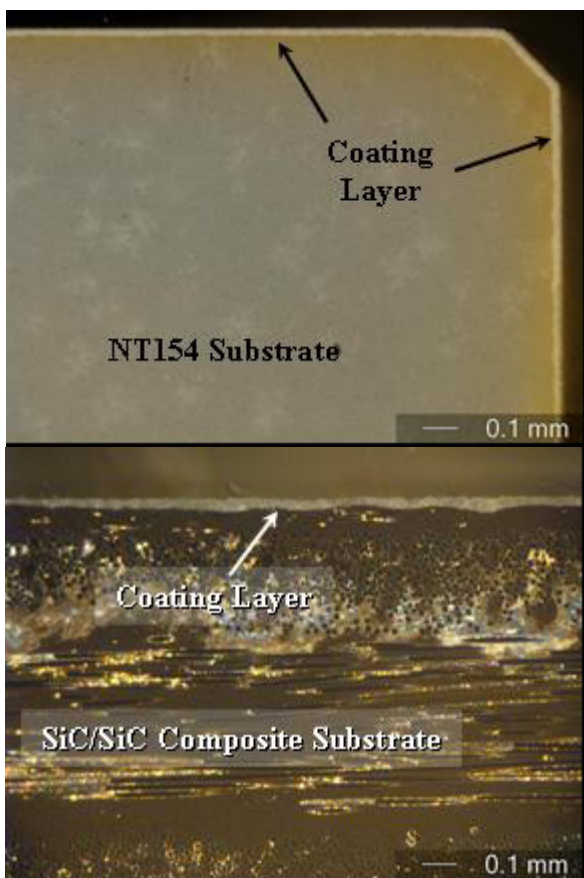 Coating
Layer
NT154 Substrate
0.1 mm
Coating Layer
SiC/SiC Composite Substrate
0.1 mm